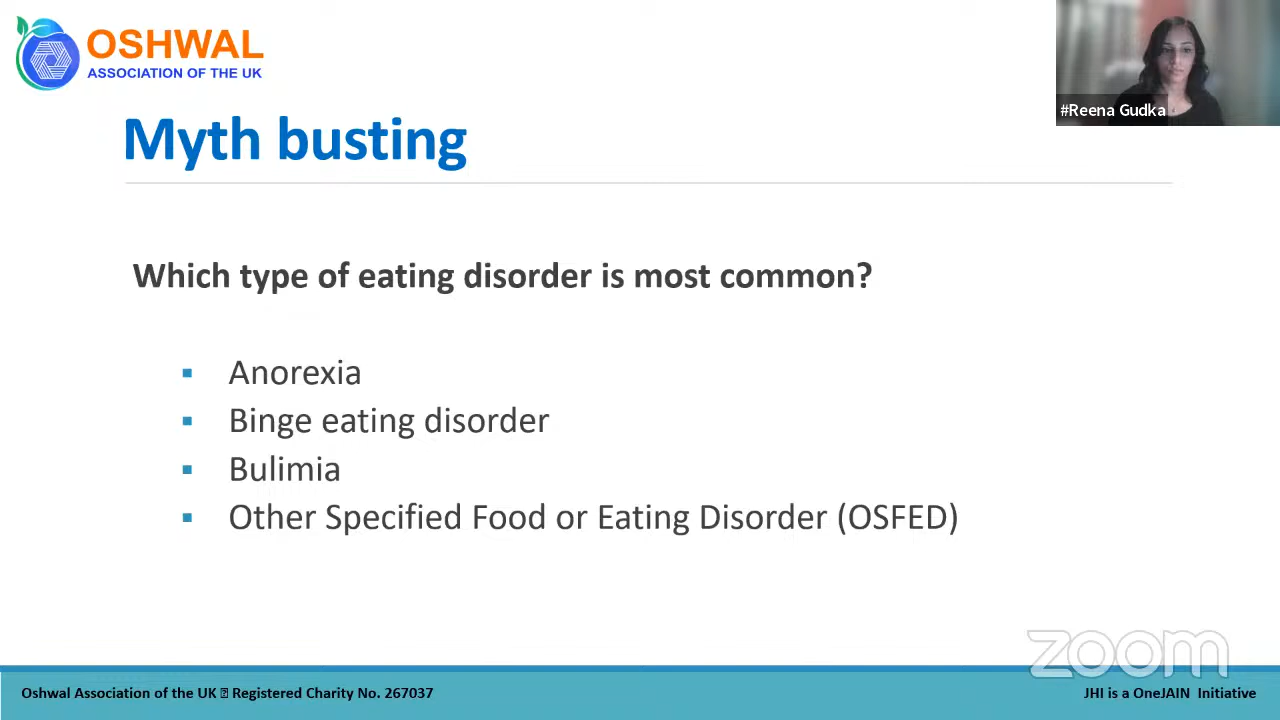 OSHWAL
ASSOCIATION OF THE UK
#Reena Gudka
Myth busting
Which type of eating disorder is most common?
▪ Anorexia
▪ Binge eating disorder
▪ Bulimia
▪ Other Specified Food or Eating Disorder (OSFED)
zoom
Oshwal Association of the UK ⍰ Registered Charity No. 267037
JHI is a OneJAIN Initiative